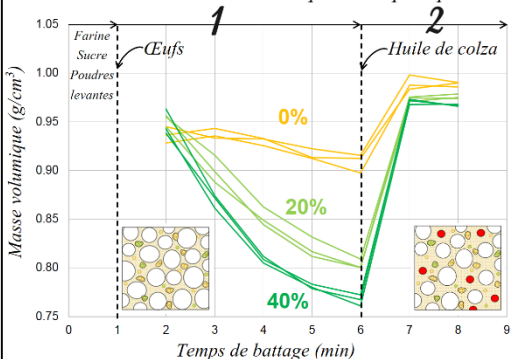 1
2
1.05
Farine
Sucre
Poudres
levantes
Œufs
Huile de colza
1.00
0.95
0.90
0.85
0.80
0.75
Masse volumique (g/cm³)
0%
20%
40%
0 1 2 3 4 5 6 7 8 9
Temps de battage (min)